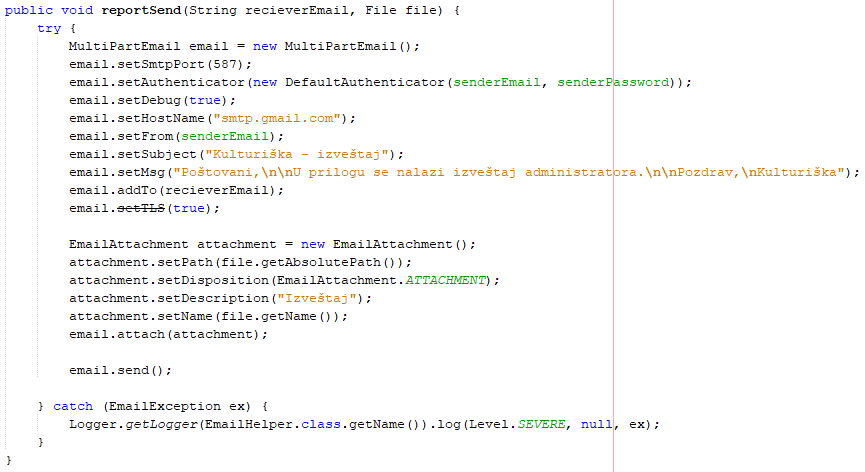 public void reportSend(String recieverEmail, File file) {
try {
MultiPartEmail email = new MultiPartEmail();
email.setSmtpPort(587);
email.setAuthenticator(new DefaultAuthenticator(senderEmail, senderPassword));
email.setDebug(true);
email.setHostName("smtp.gmail.com");
email.setFrom(senderEmail);
email.setSubject("Kulturiška - izveštaj");
email.setMsg("Poštovani,\n\nU prilogu se nalazi izveštaj administratora.\n\nPozdrav,\nKulturiška");
email.addTo(recieverEmail);
email.setTLS(true);
EmailAttachment attachment = new EmailAttachment();
attachment.setPath(file.getAbsolutePath());
attachment.setDisposition(EmailAttachment.ATTACHMENT);
attachment.setDescription("Izveštaj");
attachment.setName(file.getName());
email.attach(attachment);
email.send();
} catch (EmailException ex) {
Logger.getLogger(EmailHelper.class.getName()).log(Level.SEVERE, null, ex);
}
}